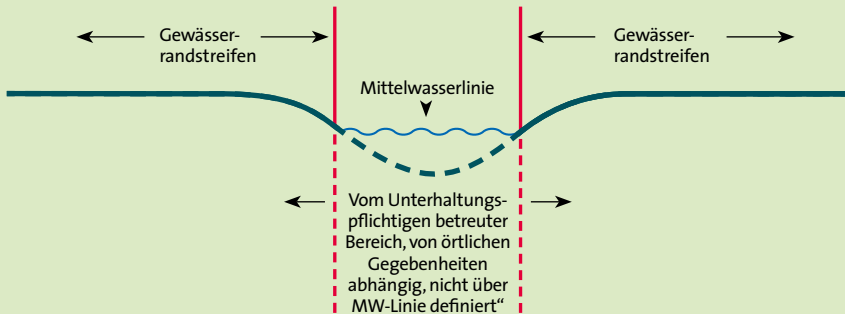 Gewässer-
randstreifen
Gewässer-
randstreifen
Mittelwasserlinie
Vom Unterhaltungs-
pflichtigen betreuter
Bereich, von örtlichen
Gegebenheiten
abhängig, nicht über
MW-Linie definiert“